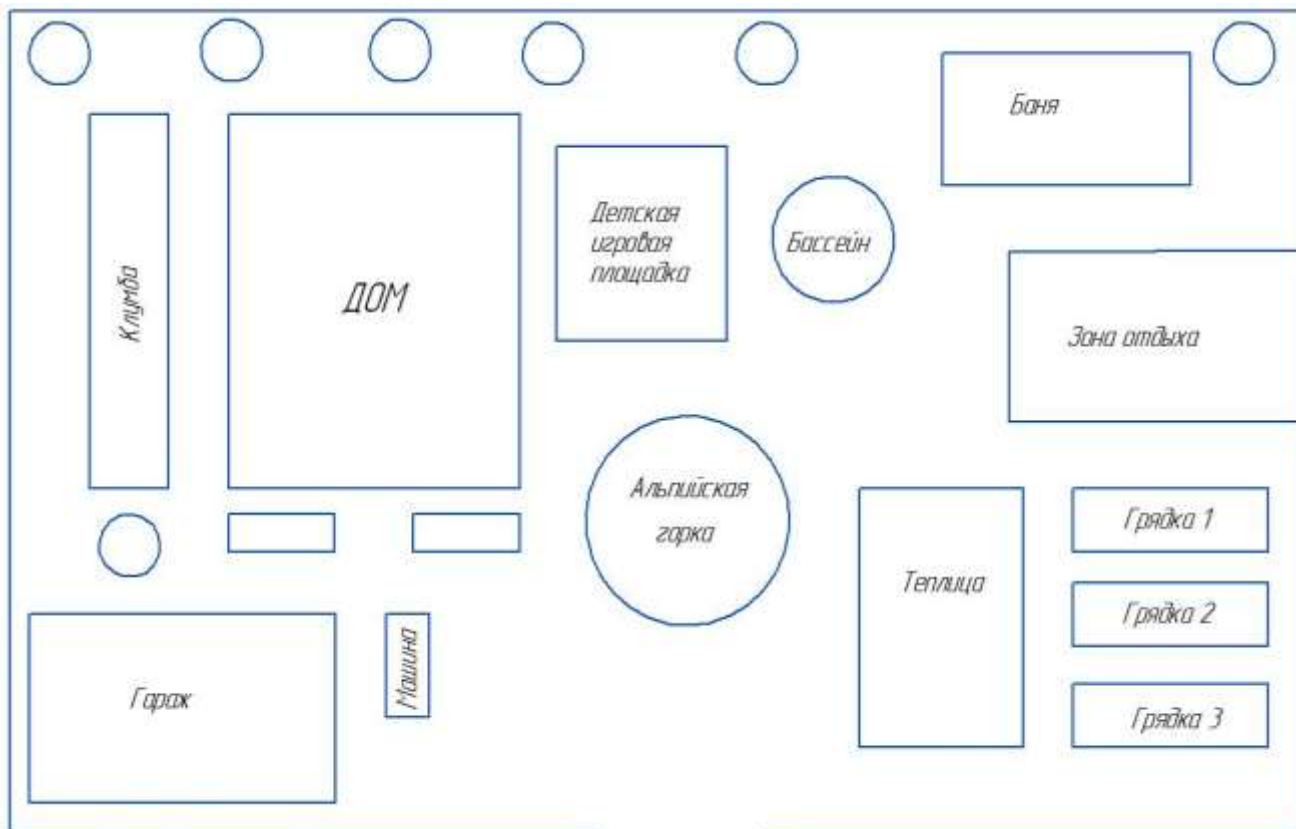 Баня
Детская
игровая
площадка
Бассейн
Клумба
ДОМ
Зона отдыха
Альпийская
горка
Грядка 1
Теплица
Грядка 2
Машина
Гараж
Грядка 3